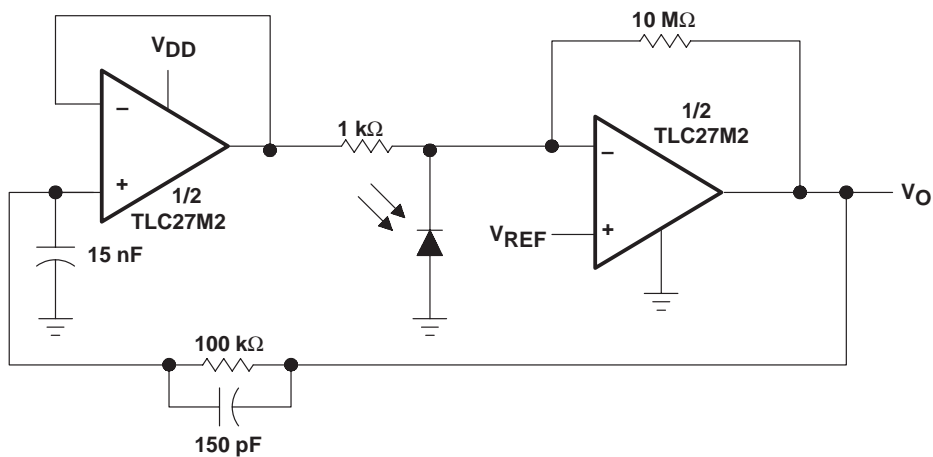 10 MΩ
V_DD
1/2
TLC27M2
1 kΩ
−
−
+
1/2
TLC27M2
V_O
V_REF
+
15 nF
100 kΩ
150 pF